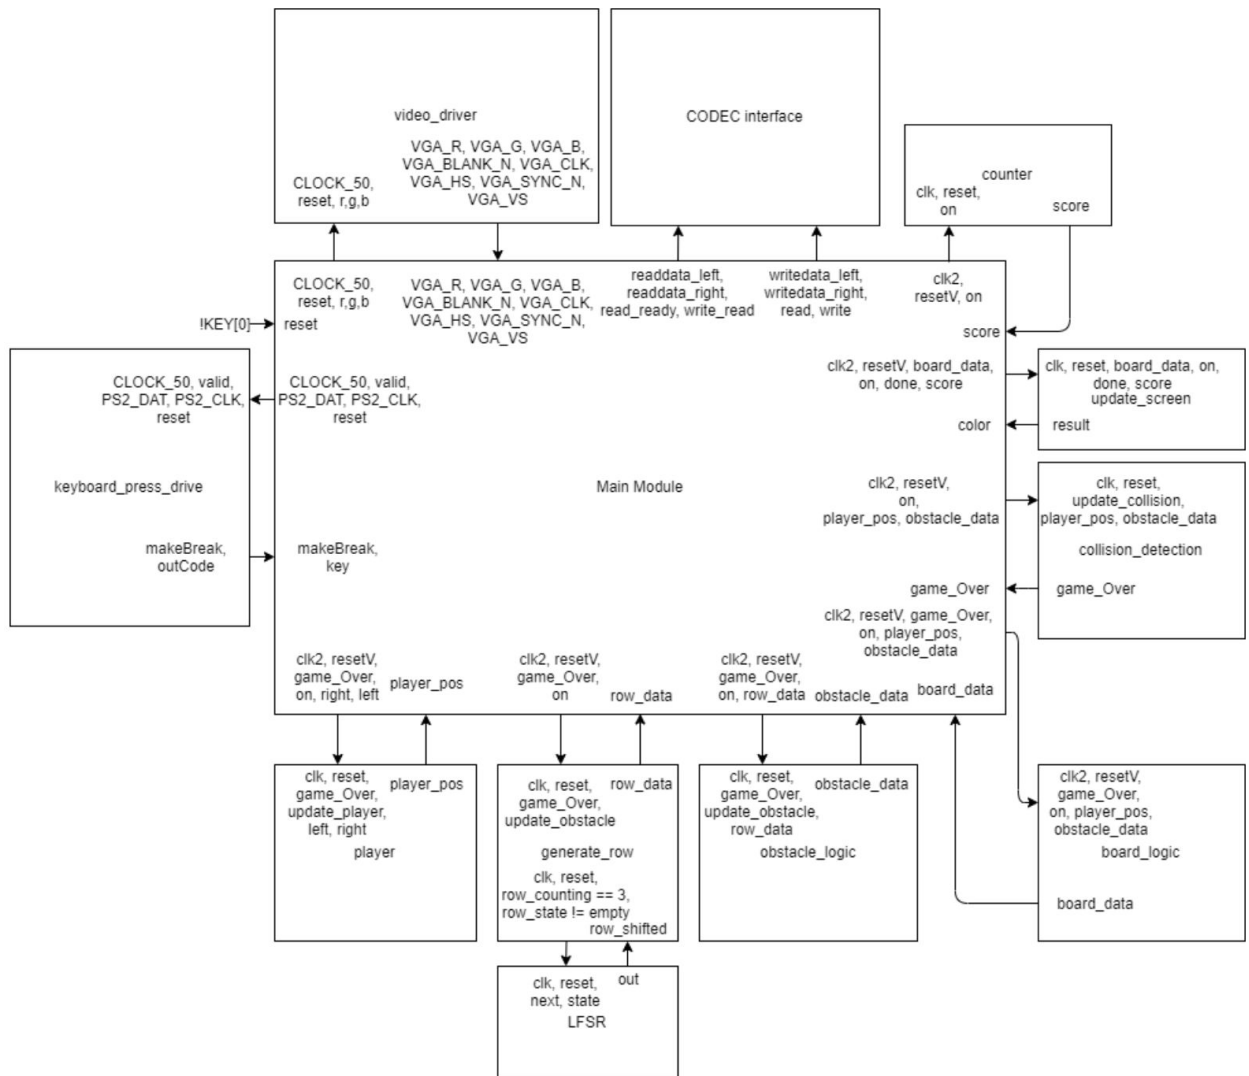 video_driver
CLOCK_50,
reset, r,g,b
VGA_R, VGA_G, VGA_B,
VGA_BLANK_N, VGA_CLK,
VGA_HS, VGA_SYNC_N,
VGA_VS
CODEC interface
counter
clk, reset,
on
score
CLOCK_50,
reset, r,g,b
VGA_R, VGA_G, VGA_B,
VGA_BLANK_N, VGA_CLK,
VGA_HS, VGA_SYNC_N,
VGA_VS
readdata_left,
readdata_right,
read_ready, write_read
writedata_left,
writedata_right,
read, write
clk2,
resetV, on
!KEY[0]
reset
score
CLOCK_50, valid,
PS2_DAT, PS2_CLK,
reset
CLOCK_50, valid,
PS2_DAT, PS2_CLK,
reset
clk2, resetV, board_data,
on, done, score
clk, reset, board_data, on,
done, score
update_screen
color
result
keyboard_press_drive
Main Module
clk2, resetV,
on,
player_pos, obstacle_data
clk, reset,
update_collision,
player_pos, obstacle_data
collision_detection
makeBreak,
outCode
makeBreak,
key
game_Over
game_Over
clk2, resetV, game_Over,
on, player_pos,
obstacle_data
clk2, resetV,
game_Over,
on, right, left
player_pos
clk2, resetV,
game_Over,
on
row_data
clk2, resetV,
game_Over,
on, row_data
obstacle_data
board_data
clk, reset,
game_Over,
update_player,
left, right
player_pos
player
clk, reset,
game_Over,
update_obstacle
row_data
generate_row
clk, reset,
row_counting == 3,
row_state != empty
row_shifted
clk, reset,
game_Over,
update_obstacle,
row_data
obstacle_data
obstacle_logic
clk2, resetV,
game_Over,
on, player_pos,
obstacle_data
board_logic
board_data
clk, reset,
next, state
out
LFSR